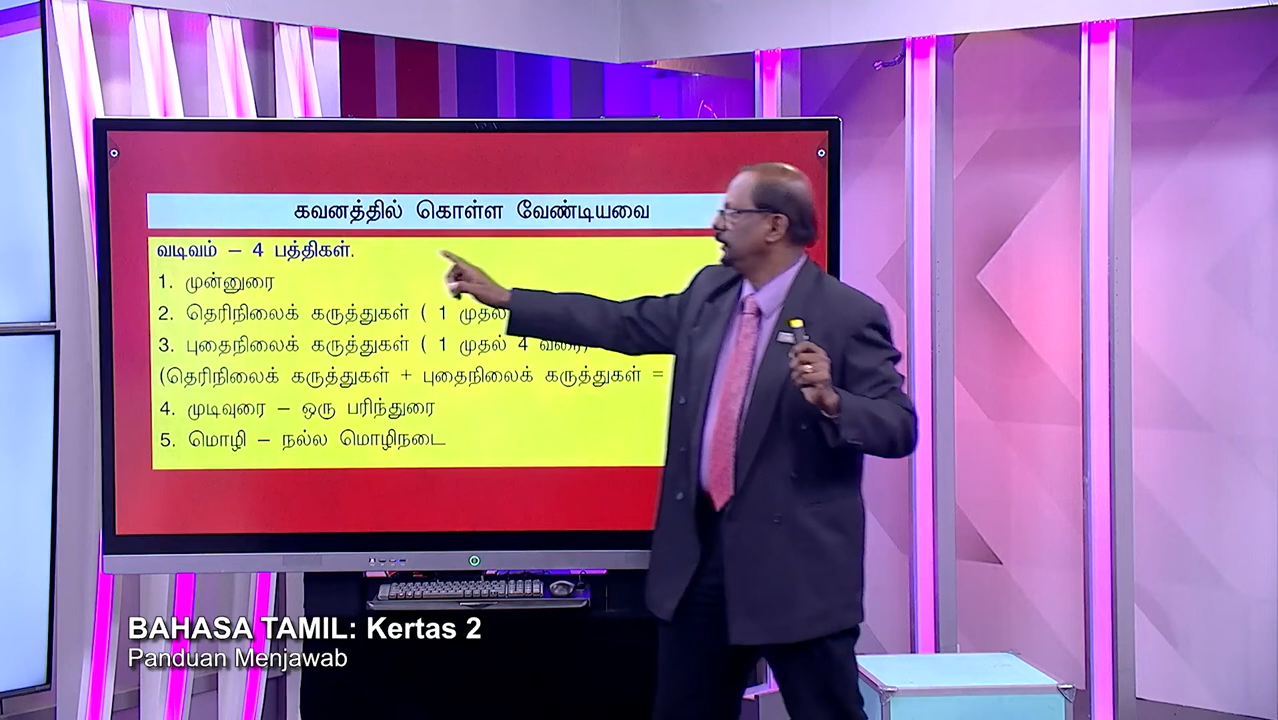 கவனத்தில் கொள்ள வேண்டியவை
வடிவம் – 4 பத்திகள்.
1. முன்னுரை
2. தெரிநிலைக் கருத்துகள் ( 1 முதல்
3. புதைநிலைக் கருத்துகள் ( 1 முதல் 4 வரை)
(தெரிநிலைக் கருத்துகள் + புதைநிலைக் கருத்துகள் =
4. முடிவுரை – ஒரு பரிந்துரை
5. மொழி – நல்ல மொழிநடை
BAHASA TAMIL: Kertas 2
Panduan Menjawab